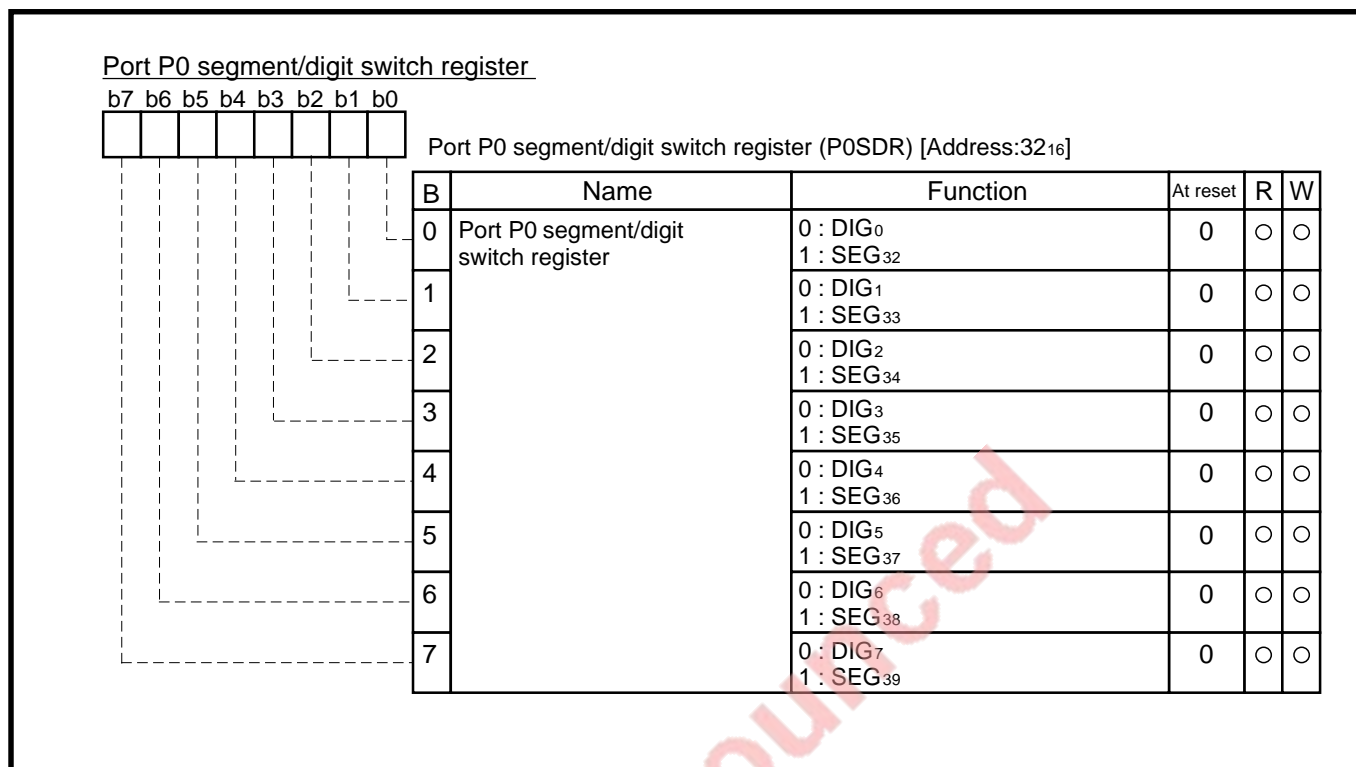 Port P0 segment/digit switch register
b7 b6 b5 b4 b3 b2 b1 b0
Port P0 segment/digit switch register (P0SDR) [Address:3216]
B Name Function At reset R W
0 Port P0 segment/digit switch register 0 : DIG0 0 ○ ○
1 : SEG32
1 0 : DIG1 0 ○ ○
1 : SEG33
2 0 : DIG2 0 ○ ○
1 : SEG34
3 0 : DIG3 0 ○ ○
1 : SEG35
4 0 : DIG4 0 ○ ○
1 : SEG36
5 0 : DIG5 0 ○ ○
1 : SEG37
6 0 : DIG6 0 ○ ○
1 : SEG38
7 0 : DIG7 0 ○ ○
1 : SEG39
ounced